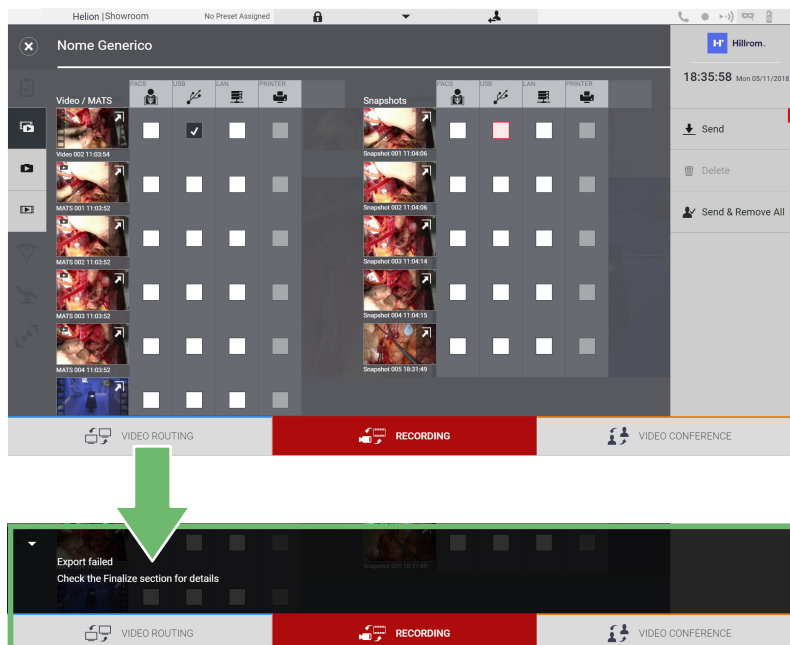 Helion | Showroom
No Preset Assigned
Nome Generico
Hillrom.
18:35:58 Mon 05/11/2018
Video / MATS
PACS USB LAN PRINTER
Snapshots
PACS USB LAN PRINTER
Send
Delete
Send & Remove All
Video 002 11:03:54
Snapshot 001 11:04:06
MATS 001 11:03:52
Snapshot 002 11:04:06
MATS 002 11:03:52
Snapshot 003 11:04:14
MATS 003 11:03:52
Snapshot 004 11:04:15
MATS 004 11:03:52
Snapshot 005 18:31:49
VIDEO ROUTING
RECORDING
VIDEO CONFERENCE
Snapshot 005 18:31:49
Export failed
Check the Finalize section for details
VIDEO ROUTING
RECORDING
VIDEO CONFERENCE